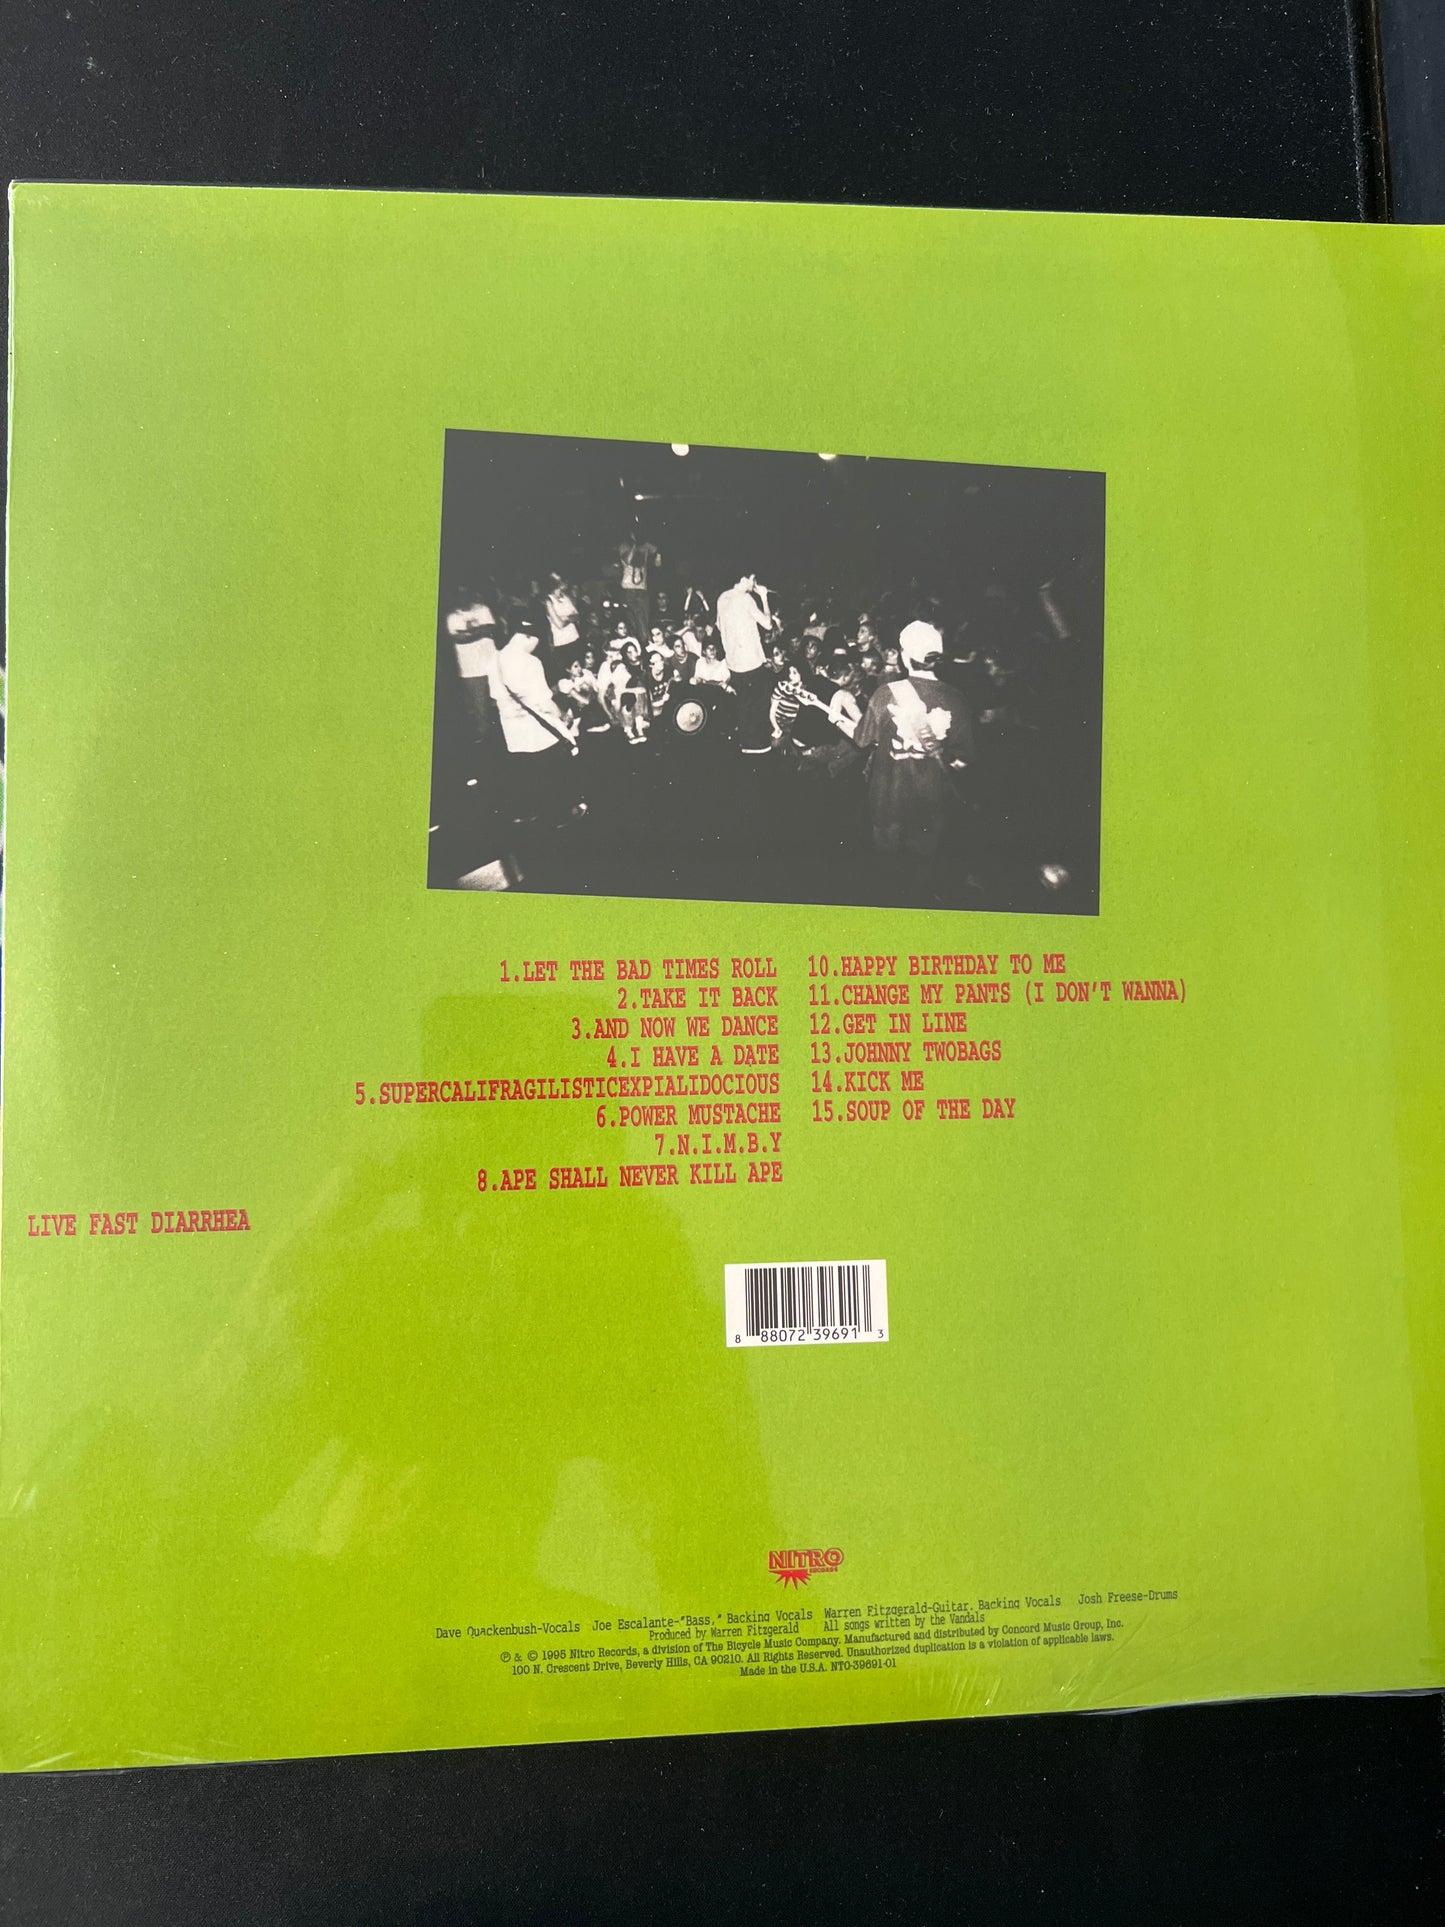 1.LET THE BAD TIMES ROLL
2.TAKE IT BACK
3.AND NOW WE DANCE
4.I HAVE A DATE
5.SUPERCALIFRAGILISTICEXPIALIDOCIOUS
6.POWER MUSTACHE
7.N.I.M.B.Y
8.APE SHALL NEVER KILL APE
LIVE FAST DIARRHEA
10.HAPPY BIRTHDAY TO ME
11.CHANGE MY PANTS (I DON'T WANNA)
12.GET IN LINE
13.JOHNNY TWOBAGS
14.KICK ME
15.SOUP OF THE DAY
8 88072 39691 3
NITRO
RECORDS
Dave Quackenbush-Vocals Joe Escalante-"Bass," Backing Vocals Warren Fitzgerald-Guitar, Backing Vocals Josh Freese-Drums
Produced by Warren Fitzgerald All songs written by the Vandals
℗ & © 1995 Nitro Records, a division of The Bicycle Music Company. Manufactured and distributed by Concord Music Group, Inc.
100 N. Crescent Drive, Beverly Hills, CA 90210. All Rights Reserved. Unauthorized duplication is a violation of applicable laws.
Made in the U.S.A. NTO-39691-01